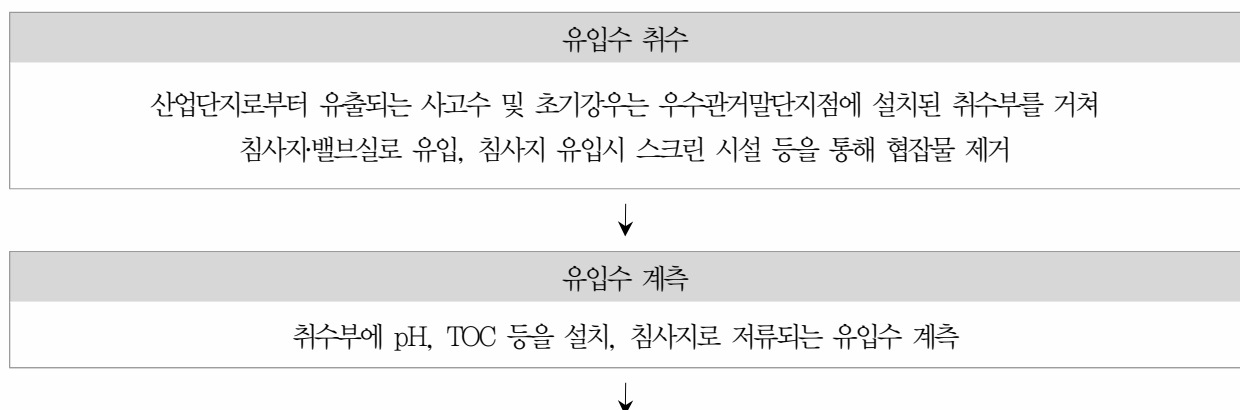 유입수 취수
산업단지로부터 유출되는 사고수 및 초기강우는 우수관거말단지점에 설치된 취수부를 거쳐
침사지·밸브실로 유입, 침사지 유입시 스크린 시설 등을 통해 협잡물 제거
↓
유입수 계측
취수부에 pH, TOC 등을 설치, 침사지로 저류되는 유입수 계측
↓